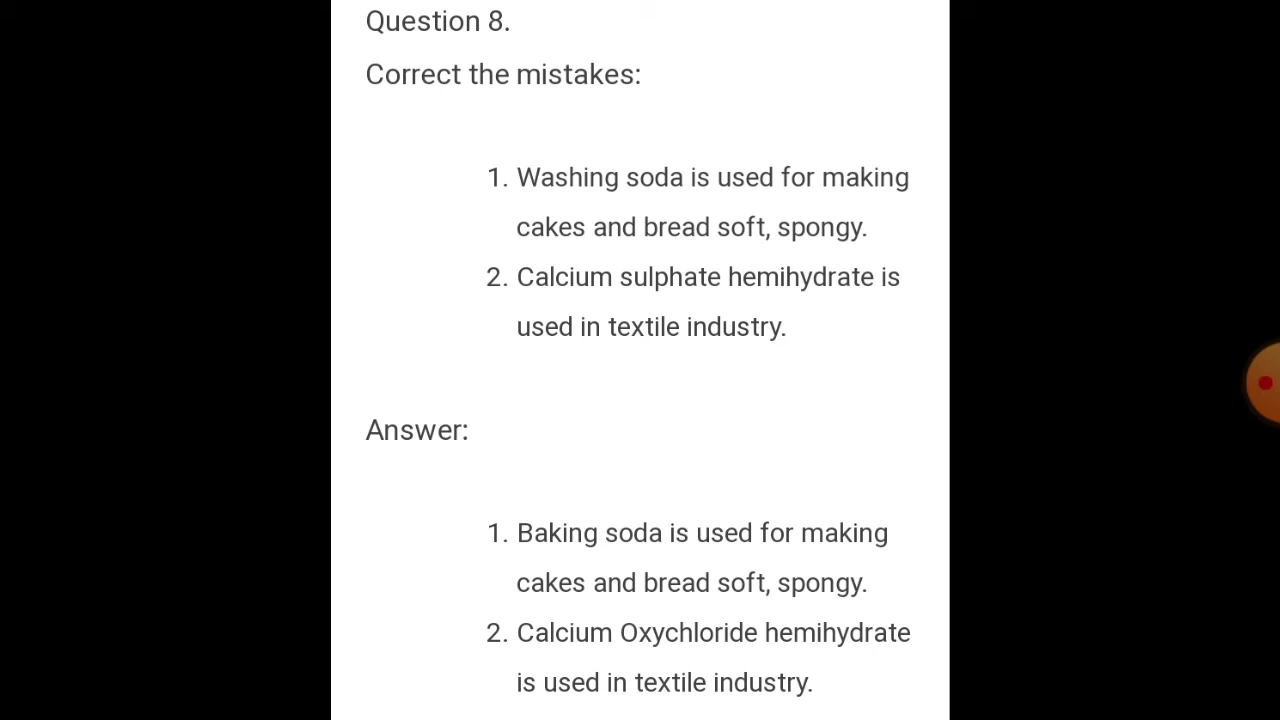 Question 8.
Correct the mistakes:
1. Washing soda is used for making
cakes and bread soft, spongy.
2. Calcium sulphate hemihydrate is
used in textile industry.
Answer:
1. Baking soda is used for making
cakes and bread soft, spongy.
2. Calcium Oxychloride hemihydrate
is used in textile industry.